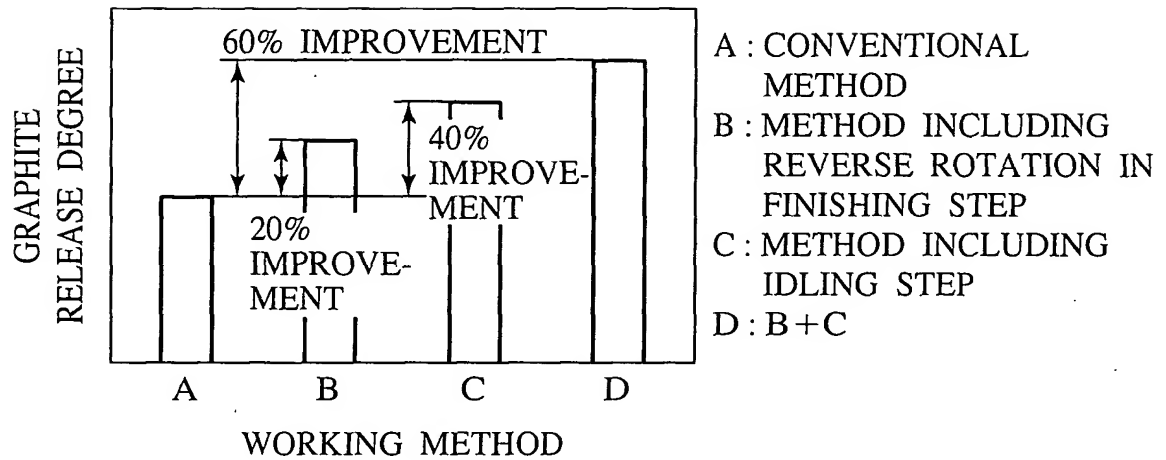 GRAPHITE
RELEASE DEGREE
60% IMPROVEMENT
20%
IMPROVE-
MENT
40%
IMPROVE-
MENT
A
B
C
D
WORKING METHOD
A : CONVENTIONAL
METHOD
B : METHOD INCLUDING
REVERSE ROTATION IN
FINISHING STEP
C : METHOD INCLUDING
IDLING STEP
D : B+C